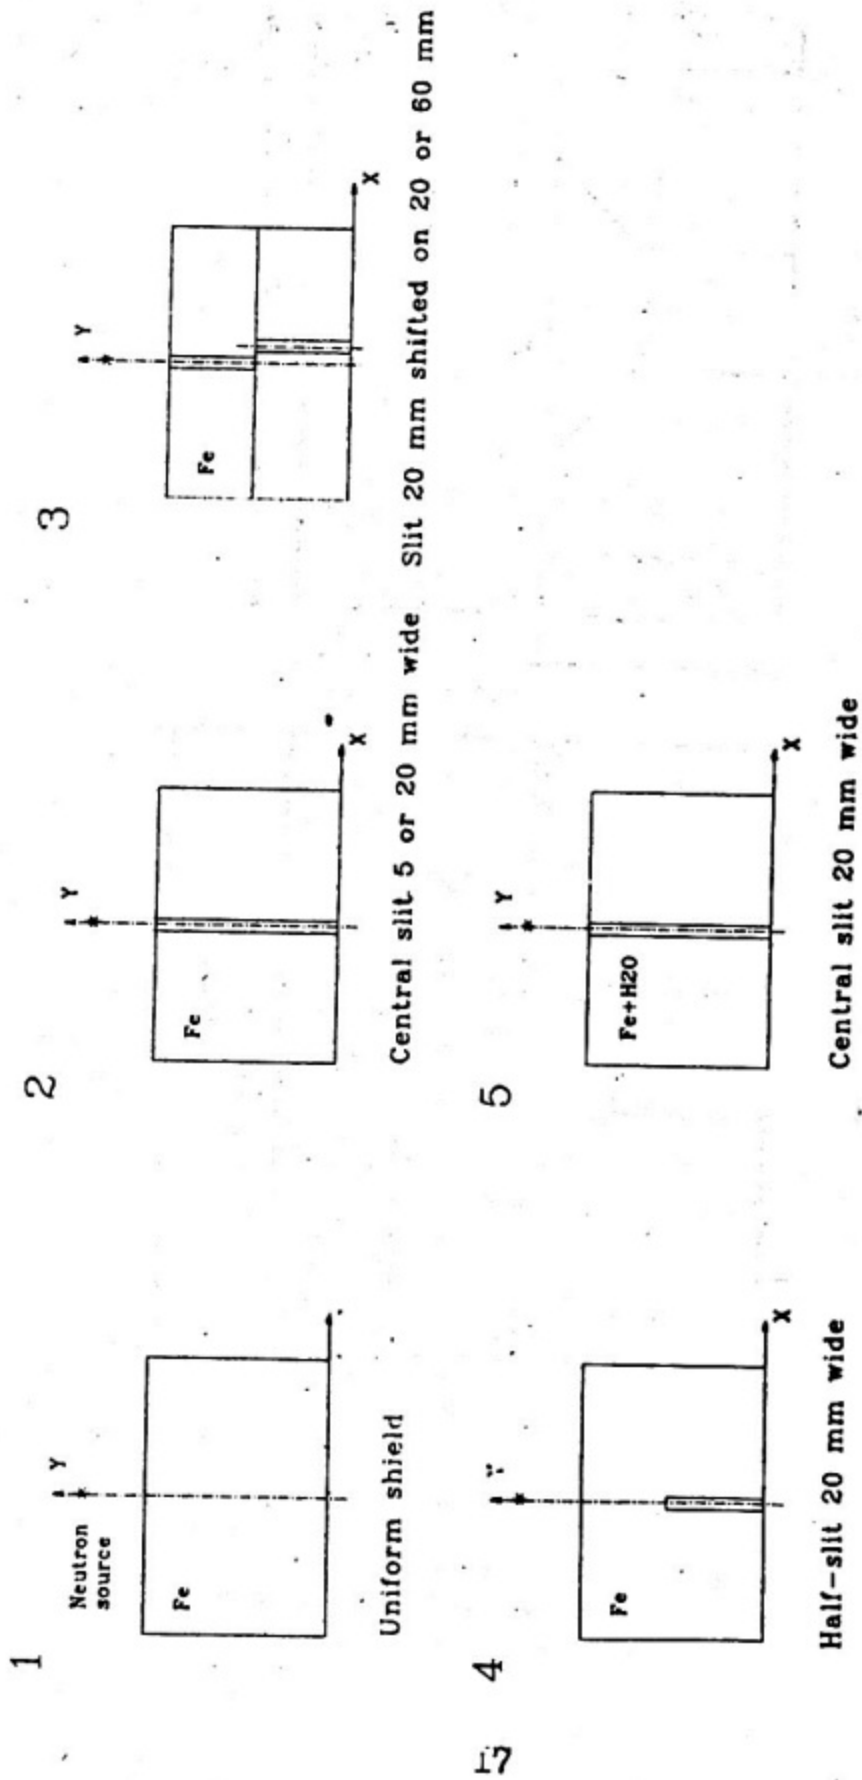 1
Neutron
source
Y
Fe
Uniform shield
2
Y
Fe
X
Central slit 5 or 20 mm wide
3
Y
Fe
X
Slit 20 mm shifted on 20 or 60 mm
4
Fe
X
Half-slit 20 mm wide
5
Y
Fe+H2O
X
Central slit 20 mm wide
17